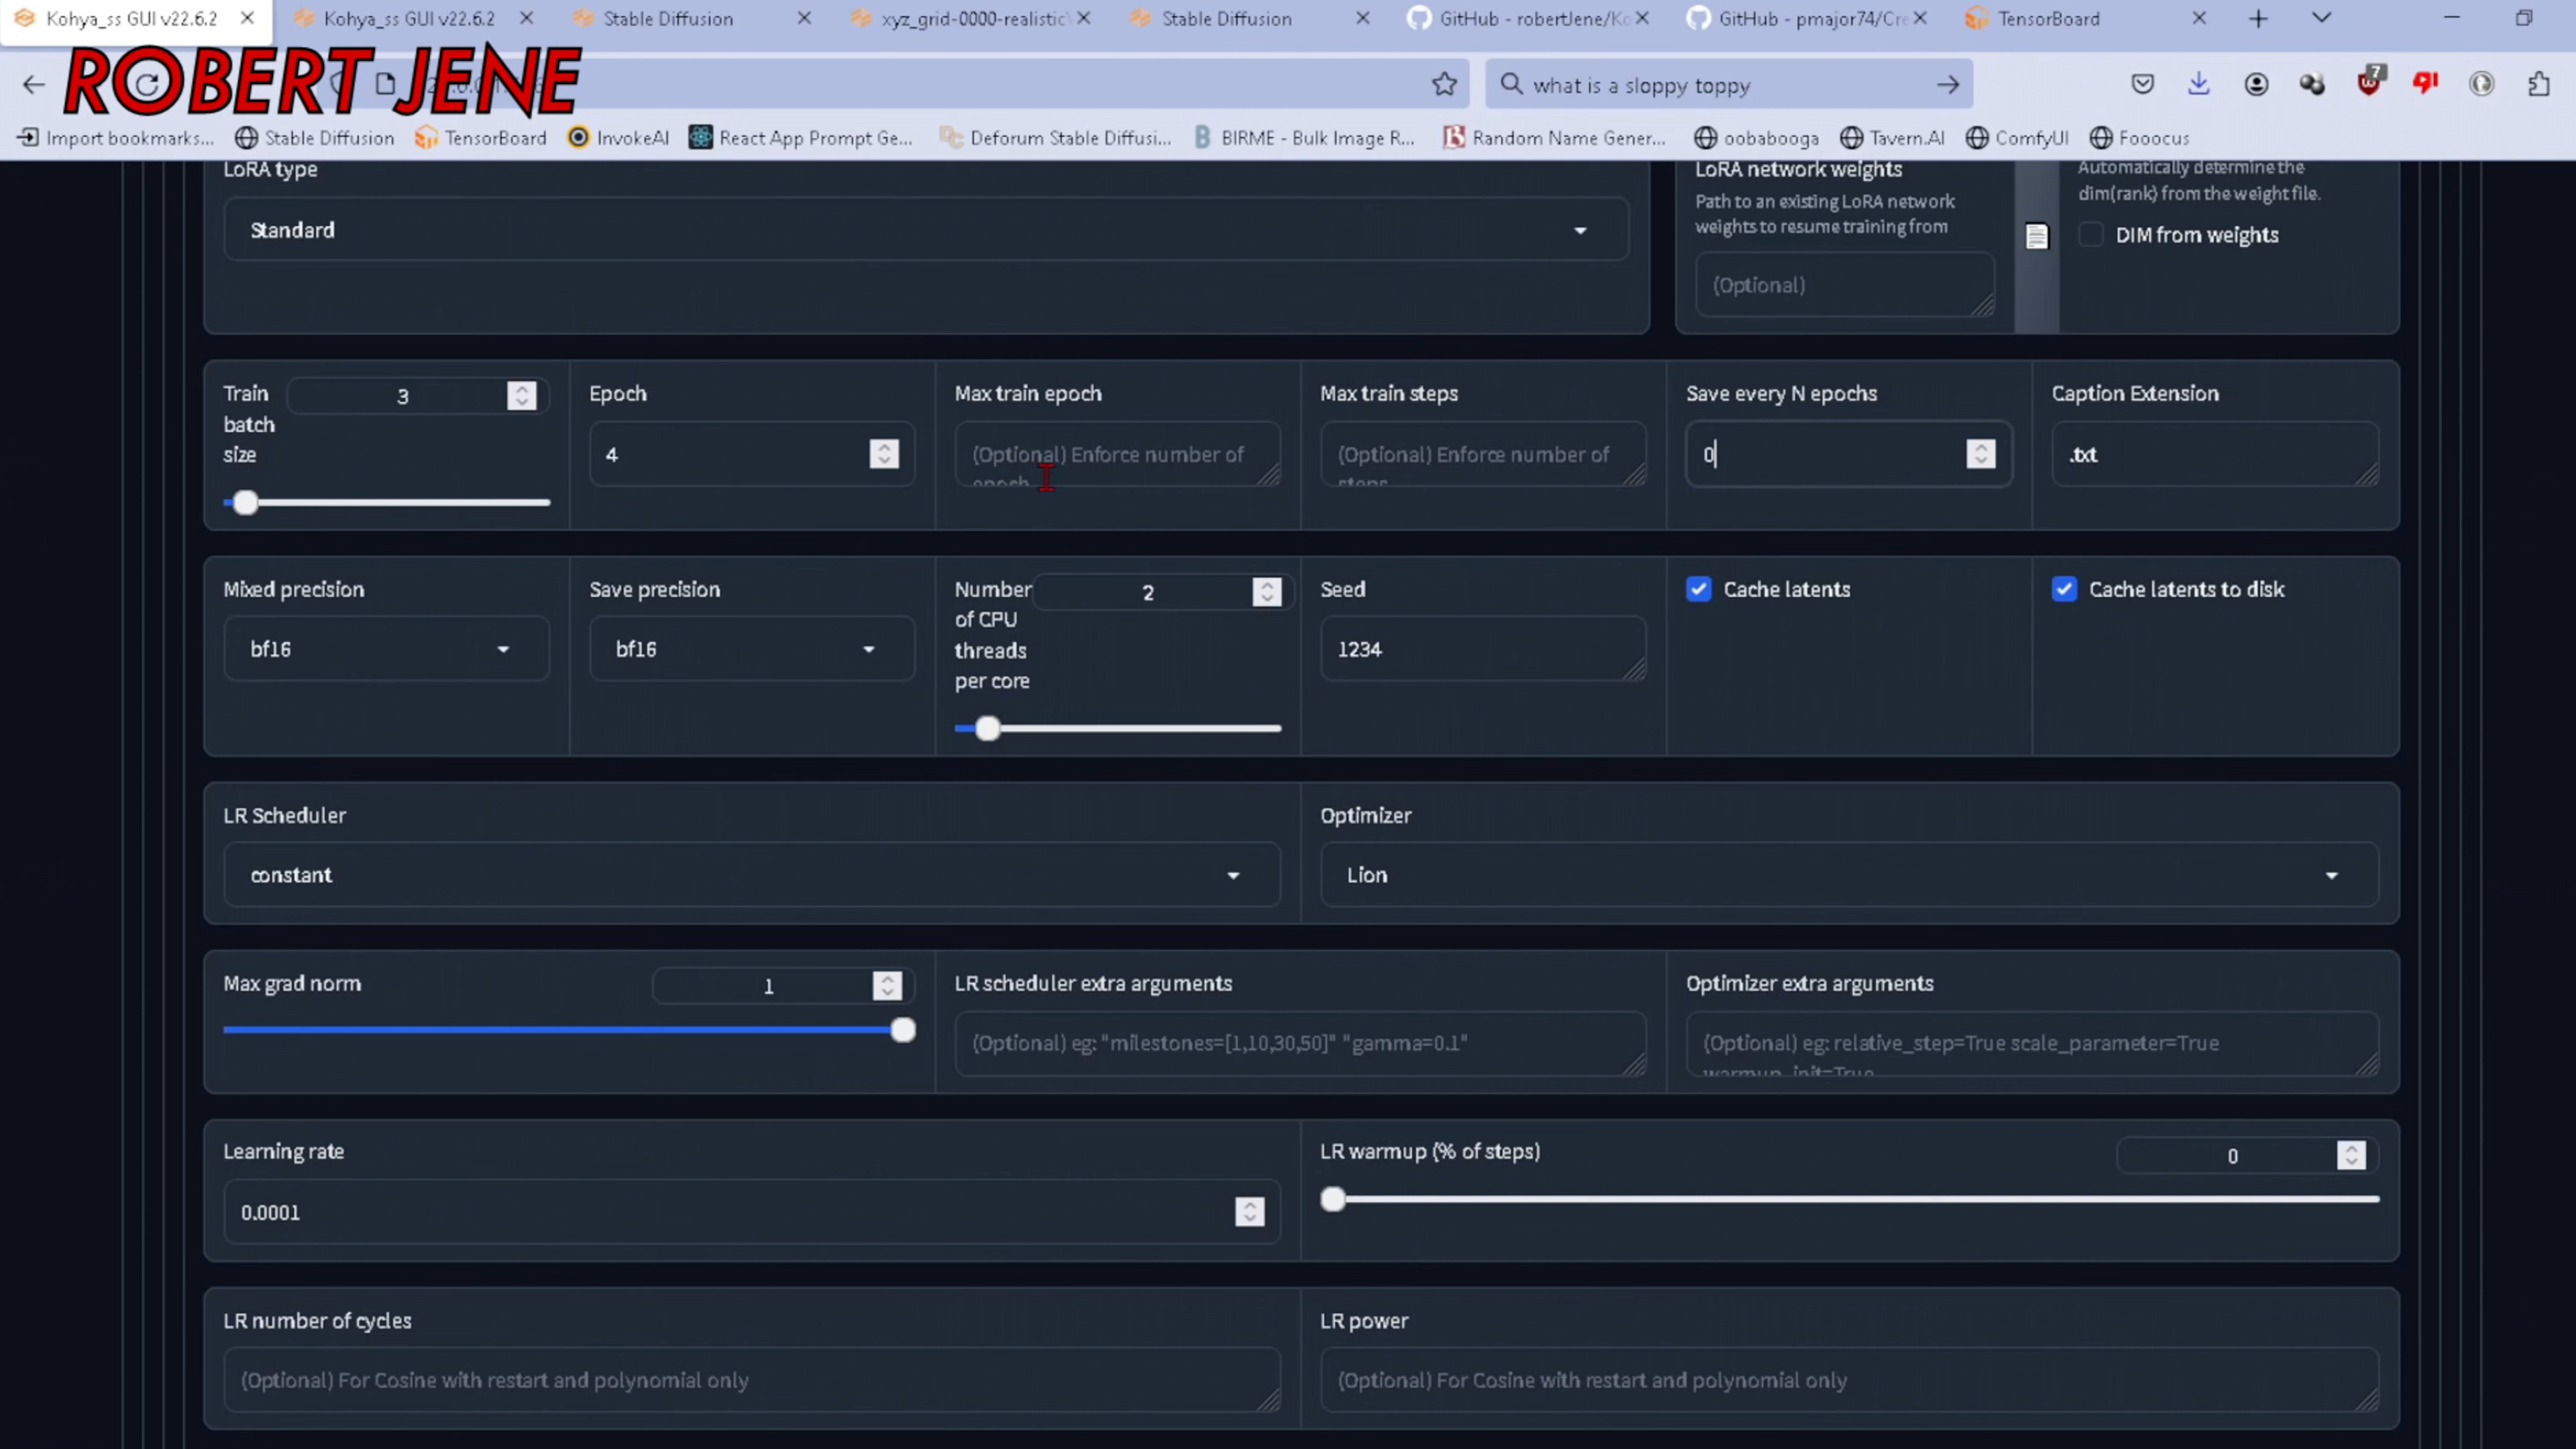 Kohya_ss GUI v22.6.2
Kohya_ss GUI v22.6.2
Stable Diffusion
xyz_grid-0000-realistic
Stable Diffusion
GitHub - robertJene/Ko
GitHub - pmajor74/Cre
TensorBoard
ROBERT JENE
what is a sloppy toppy
7
Import bookmarks...
Stable Diffusion
TensorBoard
InvokeAI
React App Prompt Ge...
Deforum Stable Diffusi...
BIRME - Bulk Image R...
Random Name Gener...
oobabooga
Tavern.AI
ComfyUI
Fooocus
LoRA type
Standard
LoRA network weights
Path to an existing LoRA network
weights to resume training from
(Optional)
Automatically determine the
dim(rank) from the weight file.
DIM from weights
Train
batch
size
3
Epoch
4
Max train epoch
(Optional) Enforce number of
epoch
Max train steps
(Optional) Enforce number of
steps
Save every N epochs
0
Caption Extension
.txt
Mixed precision
bf16
Save precision
bf16
Number
of CPU
threads
per core
2
Seed
1234
Cache latents
Cache latents to disk
LR Scheduler
constant
Optimizer
Lion
Max grad norm
1
LR scheduler extra arguments
(Optional) eg: "milestones=[1,10,30,50]" "gamma=0.1"
Optimizer extra arguments
(Optional) eg: relative_step=True scale_parameter=True
warmup_init=True
Learning rate
0.0001
LR warmup (% of steps)
0
LR number of cycles
(Optional) For Cosine with restart and polynomial only
LR power
(Optional) For Cosine with restart and polynomial only